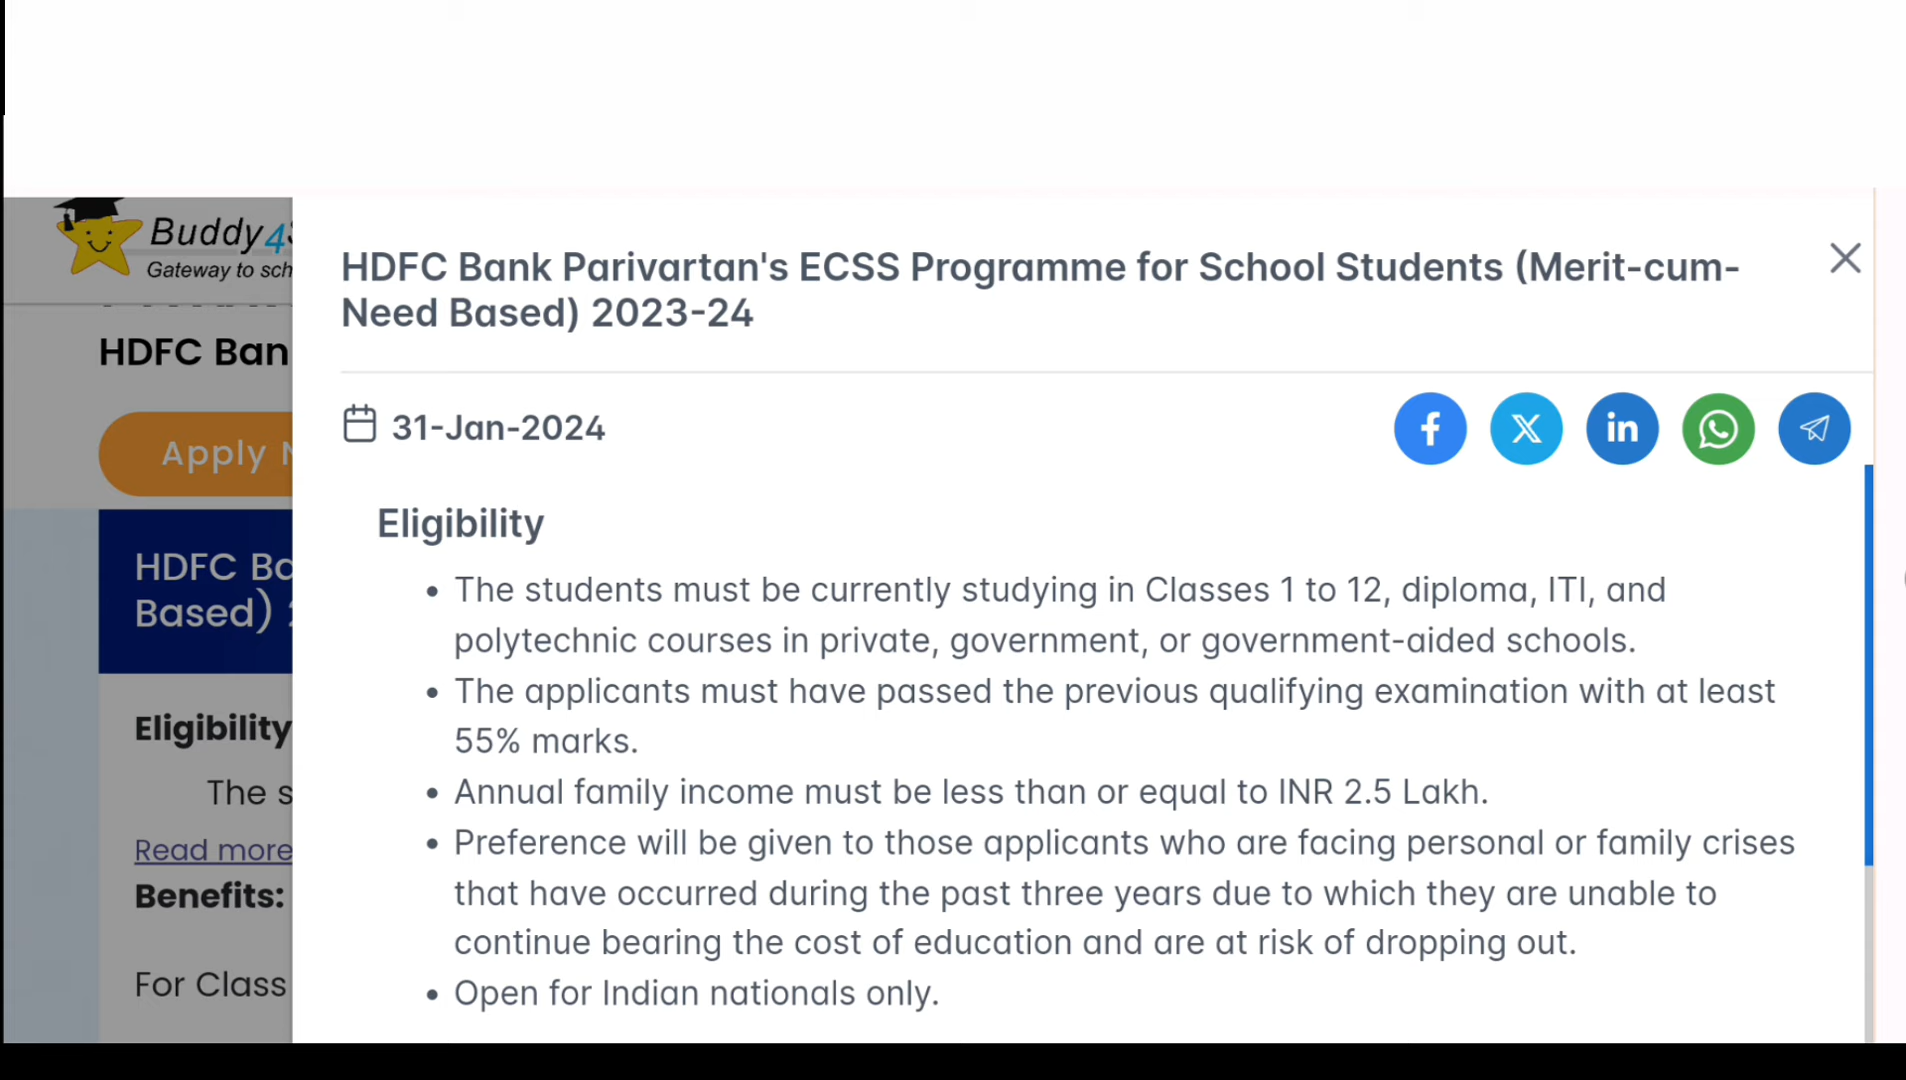 Buddy4
Gateway to sch
HDFC Bank Parivartan's ECSS Programme for School Students (Merit-cum-
Need Based) 2023-24
HDFC Ban
31-Jan-2024
Apply
Eligibility
HDFC Ba
Based)
The students must be currently studying in Classes 1 to 12, diploma, ITI, and
polytechnic courses in private, government, or government-aided schools.
The applicants must have passed the previous qualifying examination with at least
55% marks.
Eligibility
The s
Annual family income must be less than or equal to INR 2.5 Lakh.
Read more
Preference will be given to those applicants who are facing personal or family crises
that have occurred during the past three years due to which they are unable to
continue bearing the cost of education and are at risk of dropping out.
Benefits:
For Class
Open for Indian nationals only.